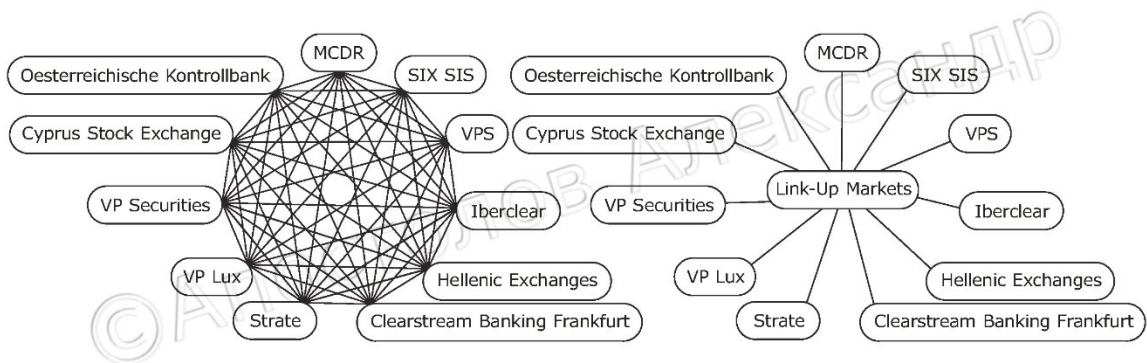 MCDR
Oesterreichische Kontrollbank
SIX SIS
Cyprus Stock Exchange
VPS
VP Securities
Iberclear
VP Lux
Hellenic Exchanges
Strate
Clearstream Banking Frankfurt
MCDR
Oesterreichische Kontrollbank
SIX SIS
Cyprus Stock Exchange
VPS
Link-Up Markets
VP Securities
Iberclear
VP Lux
Hellenic Exchanges
Strate
Clearstream Banking Frankfurt
Александр